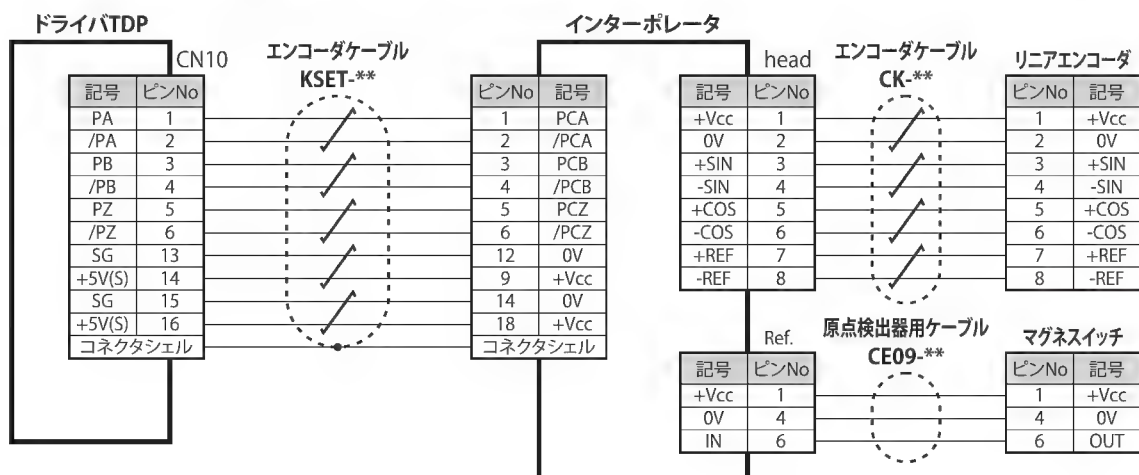 ドライバTDP
CN10
記号 ピンNo
PA 1
/PA 2
PB 3
/PB 4
PZ 5
/PZ 6
SG 13
+5V(S) 14
SG 15
+5V(S) 16
コネクタシェル
エンコーダケーブル
KSET-**
インターポレータ
ピンNo 記号
1 PCA
2 /PCA
3 PCB
4 /PCB
5 PCZ
6 /PCZ
12 0V
9 +Vcc
14 0V
18 +Vcc
コネクタシェル
head
記号 ピンNo
+Vcc 1
0V 2
+SIN 3
-SIN 4
+COS 5
-COS 6
+REF 7
-REF 8
エンコーダケーブル
CK-**
リニアエンコーダ
ピンNo 記号
1 +Vcc
2 0V
3 +SIN
4 -SIN
5 +COS
6 -COS
7 +REF
8 -REF
Ref.
記号 ピンNo
+Vcc 1
0V 4
IN 6
原点検出器用ケーブル
CE09-**
マグネスイッチ
ピンNo 記号
1 +Vcc
4 0V
6 OUT